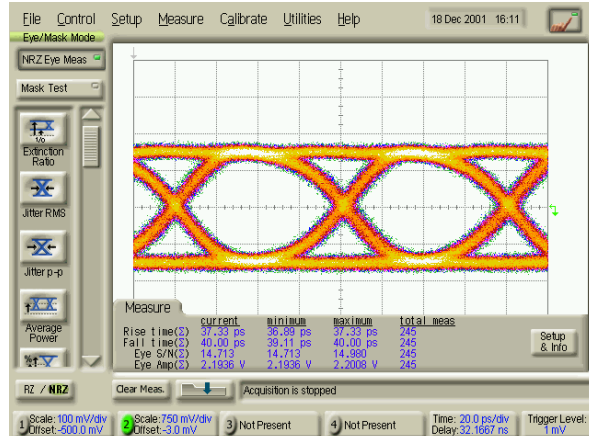 File Control Setup Measure Calibrate Utilities Help 18 Dec 2001 16:11
Eye/Mask Mode
NRZ Eye Meas
Mask Test
Extinction
Ratio
Jitter RMS
Jitter p-p
Average
Power
Measure
current minimum maximum total meas
Rise time(Σ) 37.33 ps 36.89 ps 37.33 ps 245
Fall time(Σ) 40.00 ps 39.11 ps 40.00 ps 245
Eye S/N(Σ) 14.713 14.713 14.980 245
Eye Amp(Σ) 2.1936 V 2.1936 V 2.2008 V 245
Setup
& Info
RZ / NRZ
Clear Meas.
Acquisition is stopped
1 Scale: 100 mV/div
Offset:-500.0 mV
2 Scale:750 mV/div
Offset:-3.0 mV
3 Not Present
4 Not Present
Time: 20.0 ps/div
Delay:32.1667 ns
Trigger Level:
1 mV